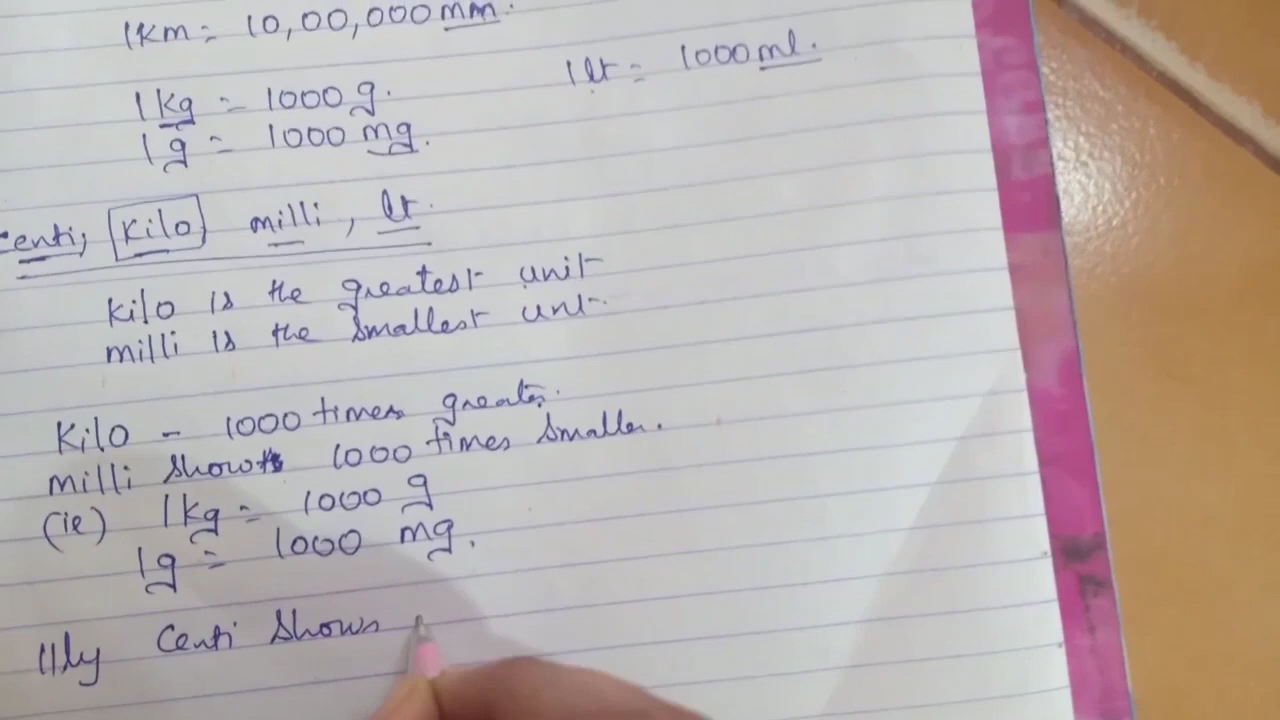 1Km = 10,00,000 mm.
1lt = 1000 ml.
1kg = 1000 g.
1g = 1000 mg.
centi, Kilo milli, lt.
Kilo is the greatest unit
milli is the smallest unit.
Kilo - 1000 times greater.
milli shows 1000 times smaller.
(ie) 1kg = 1000 g
1g = 1000 mg.
llly Centi Shows